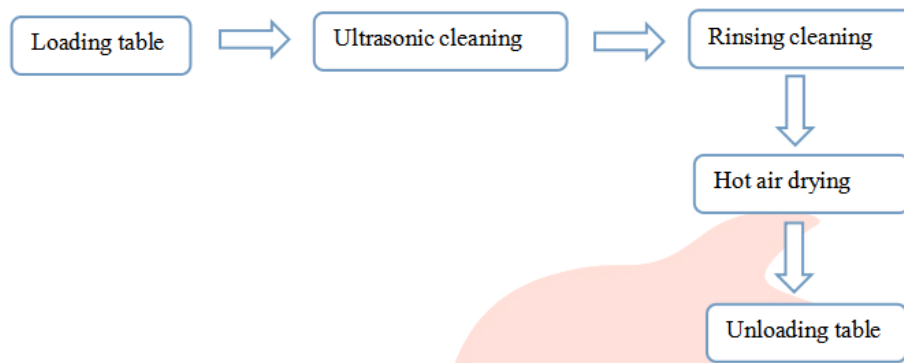 Loading table
Ultrasonic cleaning
Rinsing cleaning
Hot air drying
Unloading table